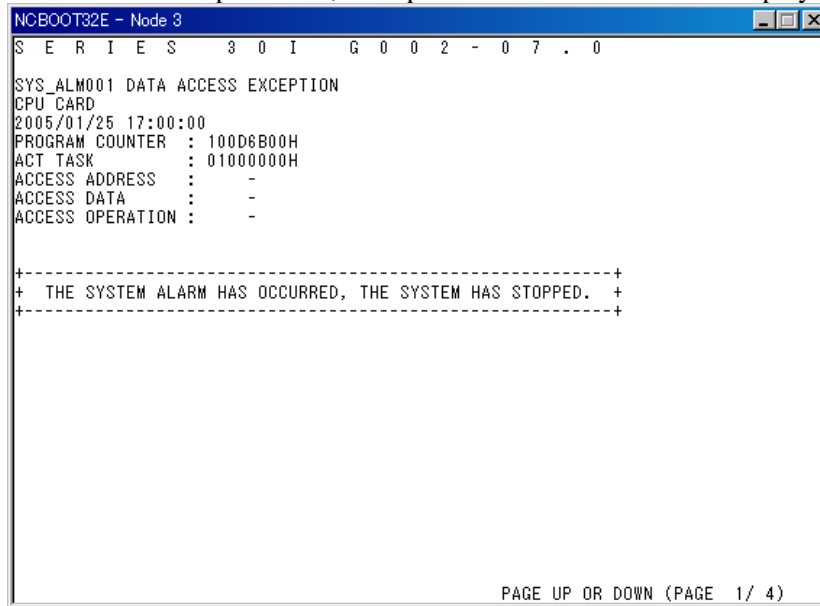 NCBOOT32E - Node 3
S E R I E S 3 0 I G 0 0 2 - 0 7 . 0
SYS_ALM001 DATA ACCESS EXCEPTION
CPU CARD
2005/01/25 17:00:00
PROGRAM COUNTER : 100D6B00H
ACT TASK : 01000000H
ACCESS ADDRESS : -
ACCESS DATA : -
ACCESS OPERATION : -
+----------------------------------------------------------+
+ THE SYSTEM ALARM HAS OCCURRED, THE SYSTEM HAS STOPPED. +
+----------------------------------------------------------+
PAGE UP OR DOWN (PAGE 1/ 4)